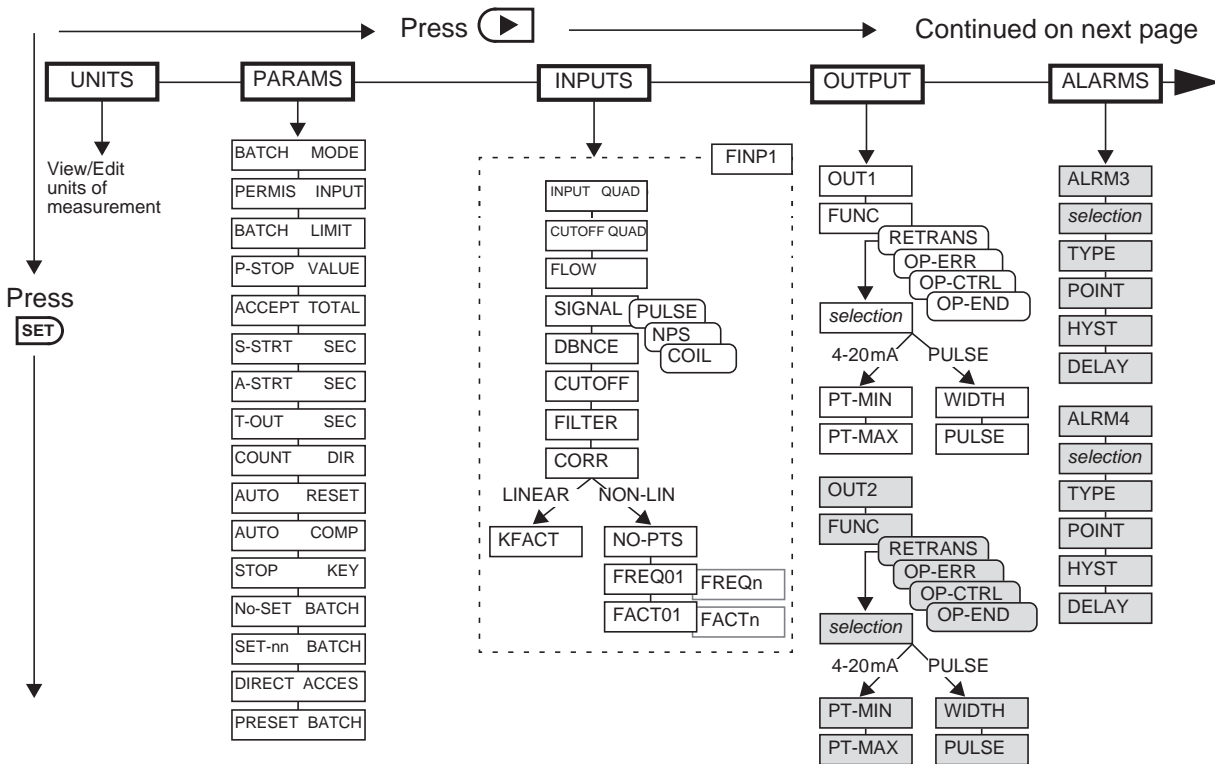 Press
Continued on next page
UNITS
PARAMS
INPUTS
OUTPUT
ALARMS
View/Edit
units of
measurement
Press
SET
BATCH MODE
PERMIS INPUT
BATCH LIMIT
P-STOP VALUE
ACCEPT TOTAL
S-STRT SEC
A-STRT SEC
T-OUT SEC
COUNT DIR
AUTO RESET
AUTO COMP
STOP KEY
No-SET BATCH
SET-nn BATCH
DIRECT ACCES
PRESET BATCH
FINP1
INPUT QUAD
CUTOFF QUAD
FLOW
SIGNAL
PULSE
NPS
COIL
DBNCE
CUTOFF
FILTER
CORR
LINEAR
NON-LIN
KFACT
NO-PTS
FREQ01
FREQn
FACT01
FACTn
OUT1
FUNC
RETRANS
OP-ERR
OP-CTRL
OP-END
selection
4-20mA
PULSE
PT-MIN
WIDTH
PT-MAX
PULSE
OUT2
FUNC
RETRANS
OP-ERR
OP-CTRL
OP-END
selection
4-20mA
PULSE
PT-MIN
WIDTH
PT-MAX
PULSE
ALRM3
selection
TYPE
POINT
HYST
DELAY
ALRM4
selection
TYPE
POINT
HYST
DELAY